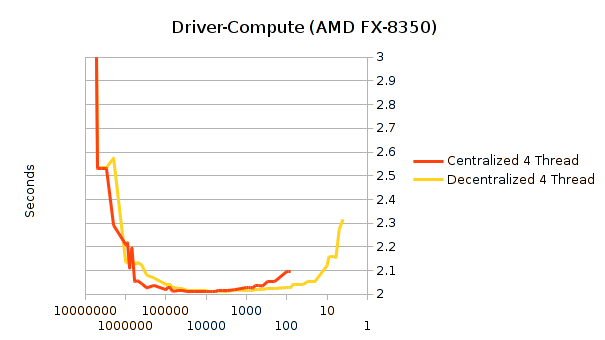 Driver-Compute (AMD FX-8350)
3
2.9
2.8
2.7
2.6
2.5
2.4
2.3
2.2
2.1
2
Seconds
Centralized 4 Thread
Decentralized 4 Thread
10000000 100000 1000 10
1000000 10000 100 1